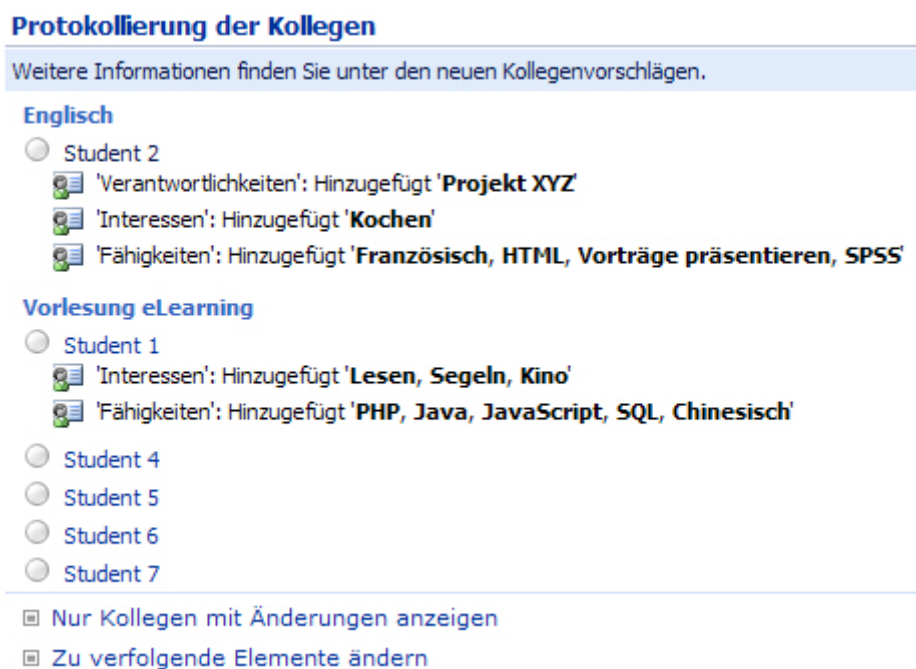 Protokollierung der Kollegen
Weitere Informationen finden Sie unter den neuen Kollegenvorschlägen.
Englisch
Student 2
'Verantwortlichkeiten': Hinzugefügt 'Projekt XYZ'
'Interessen': Hinzugefügt 'Kochen'
'Fähigkeiten': Hinzugefügt 'Französisch, HTML, Vorträge präsentieren, SPSS'
Vorlesung eLearning
Student 1
'Interessen': Hinzugefügt 'Lesen, Segeln, Kino'
'Fähigkeiten': Hinzugefügt 'PHP, Java, JavaScript, SQL, Chinesisch'
Student 4
Student 5
Student 6
Student 7
Nur Kollegen mit Änderungen anzeigen
Zu verfolgende Elemente ändern